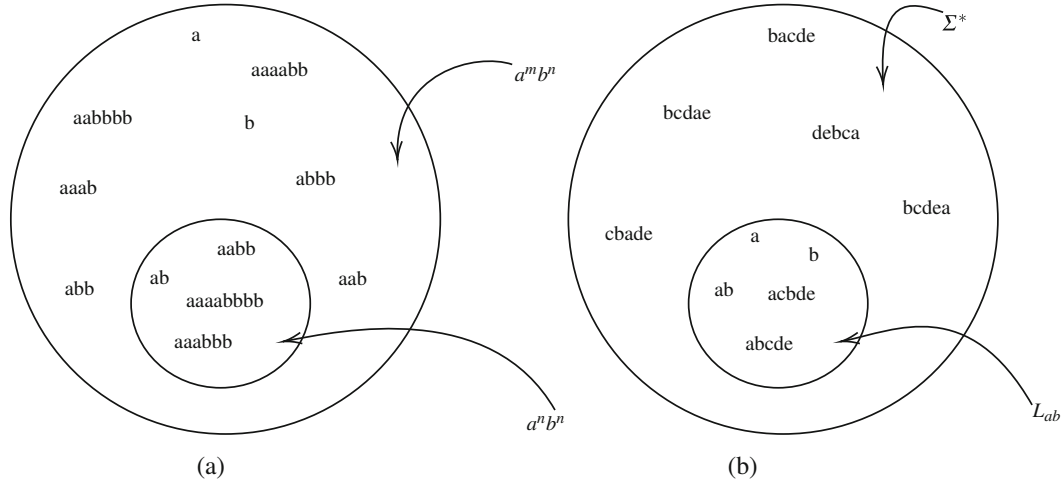 a
aaaabb
aabbbb
b
aaab
abbb
aabb
ab
abb
aab
aaaabbbb
aaabbb
a^m b^n
a^n b^n
(a)
bacde
Σ*
bcdae
debca
bcdea
cbade
a
b
ab
acbde
abcde
L_ab
(b)